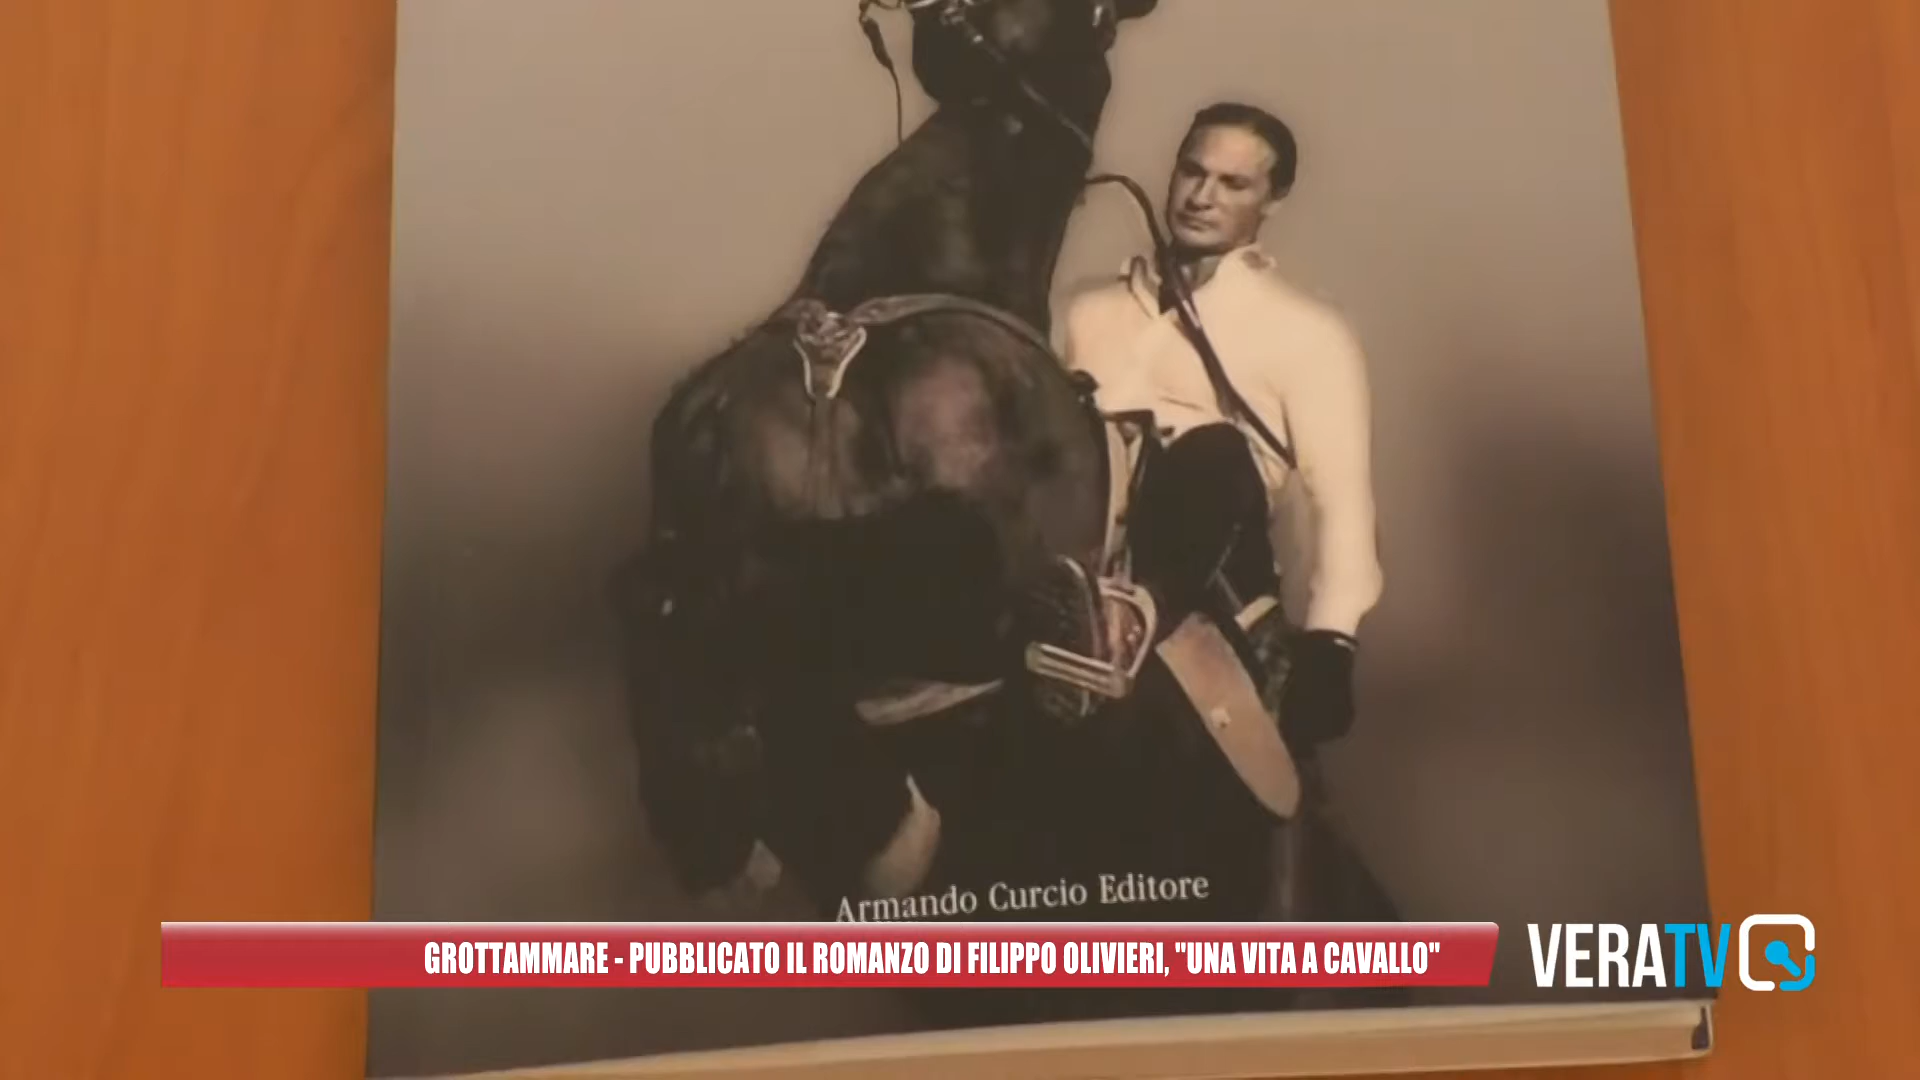 Armando Curcio Editore
GROTTAMMARE - PUBBLICATO IL ROMANZO DI FILIPPO OLIVIERI, "UNA VITA A CAVALLO"
VERATV